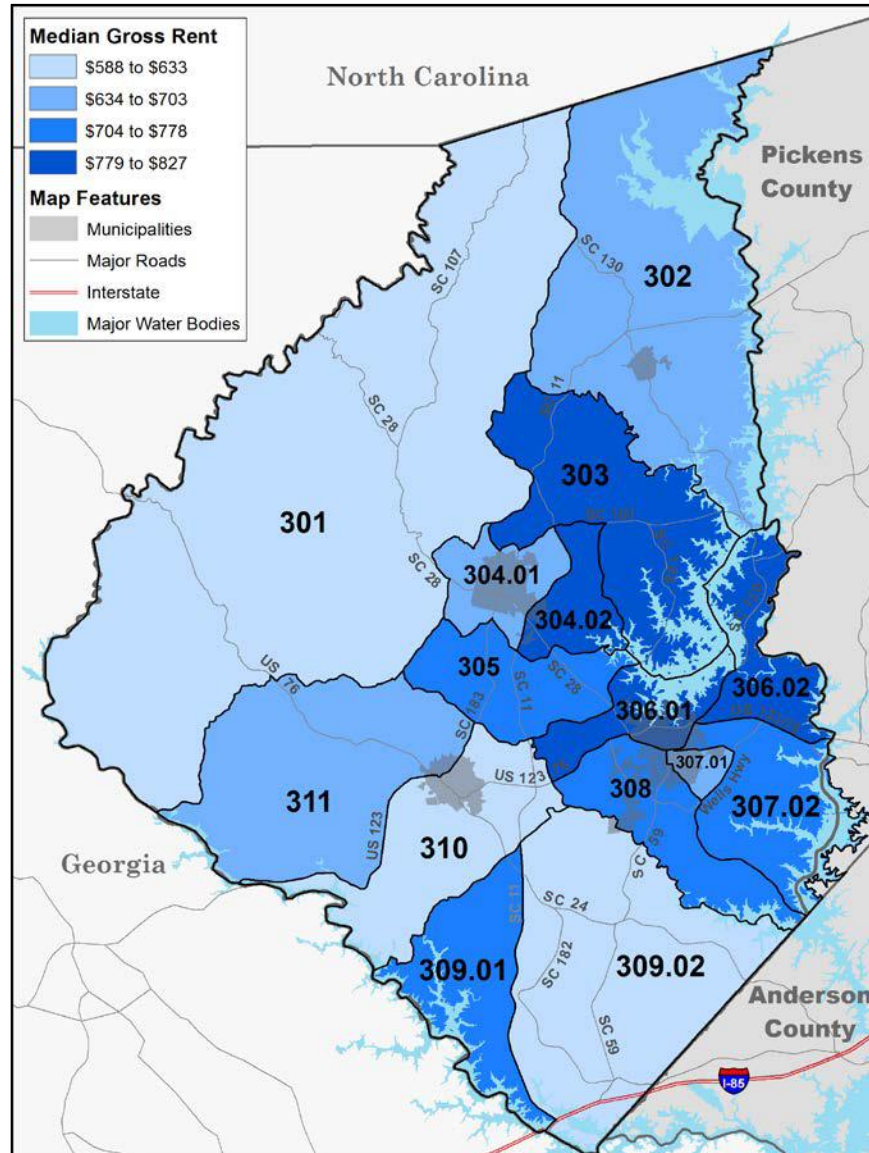 Median Gross Rent
$588 to $633
$634 to $703
$704 to $778
$779 to $827
Map Features
Municipalities
Major Roads
Interstate
Major Water Bodies
North Carolina
Pickens
County
SC 107
SC 130
302
SC 28
303
301
SC 28
304.01
304.02
305
SC 28
SC 11
SC 183
US 76
306.01
306.02
307.01
US 123
308
Wells Hwy
307.02
311
US 123
310
SC 59
Georgia
SC 11
SC 24
SC 182
309.01
309.02
SC 59
Anderson
County
I-85